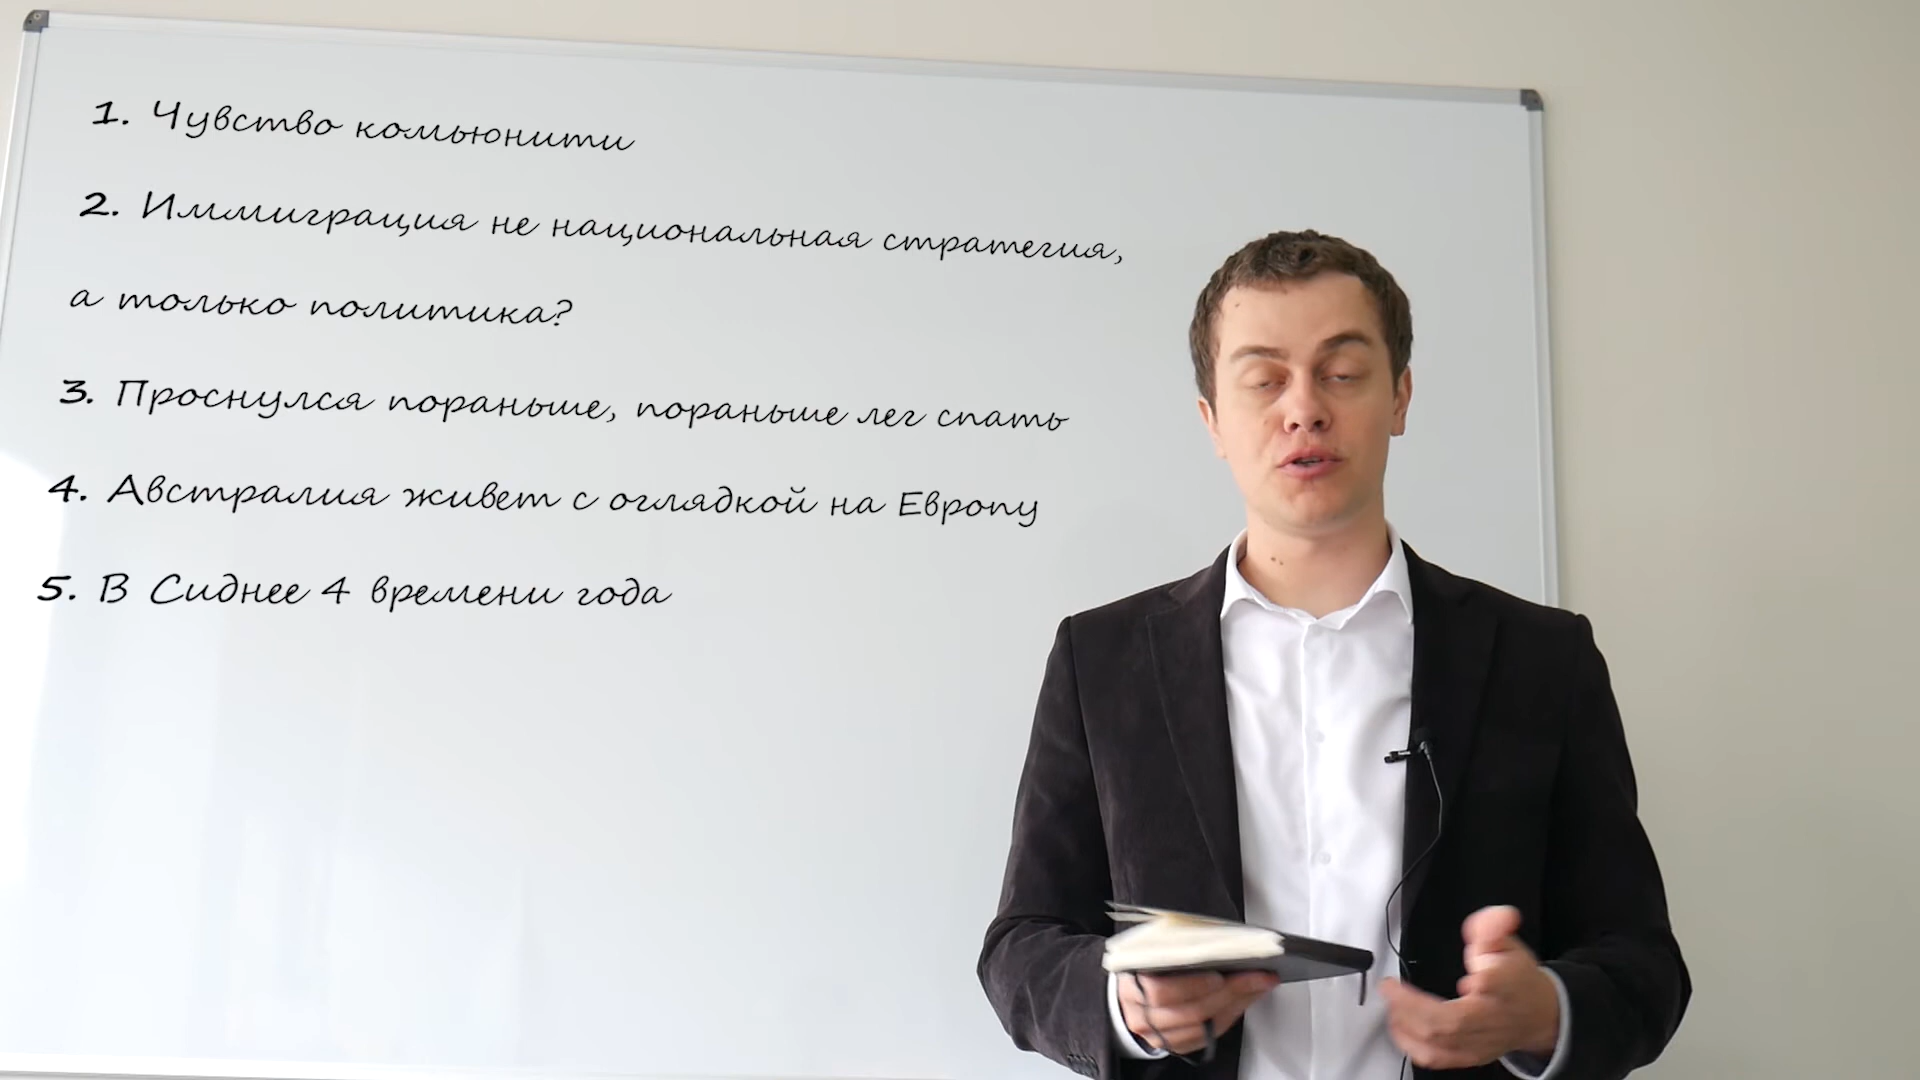 1. Чувство комьюнити
2. Иммиграция не национальная стратегия,
а только политика?
3. Проснулся пораньше, пораньше лег спать
4. Австралия живет с оглядкой на Европу
5. В Сиднее 4 времени года